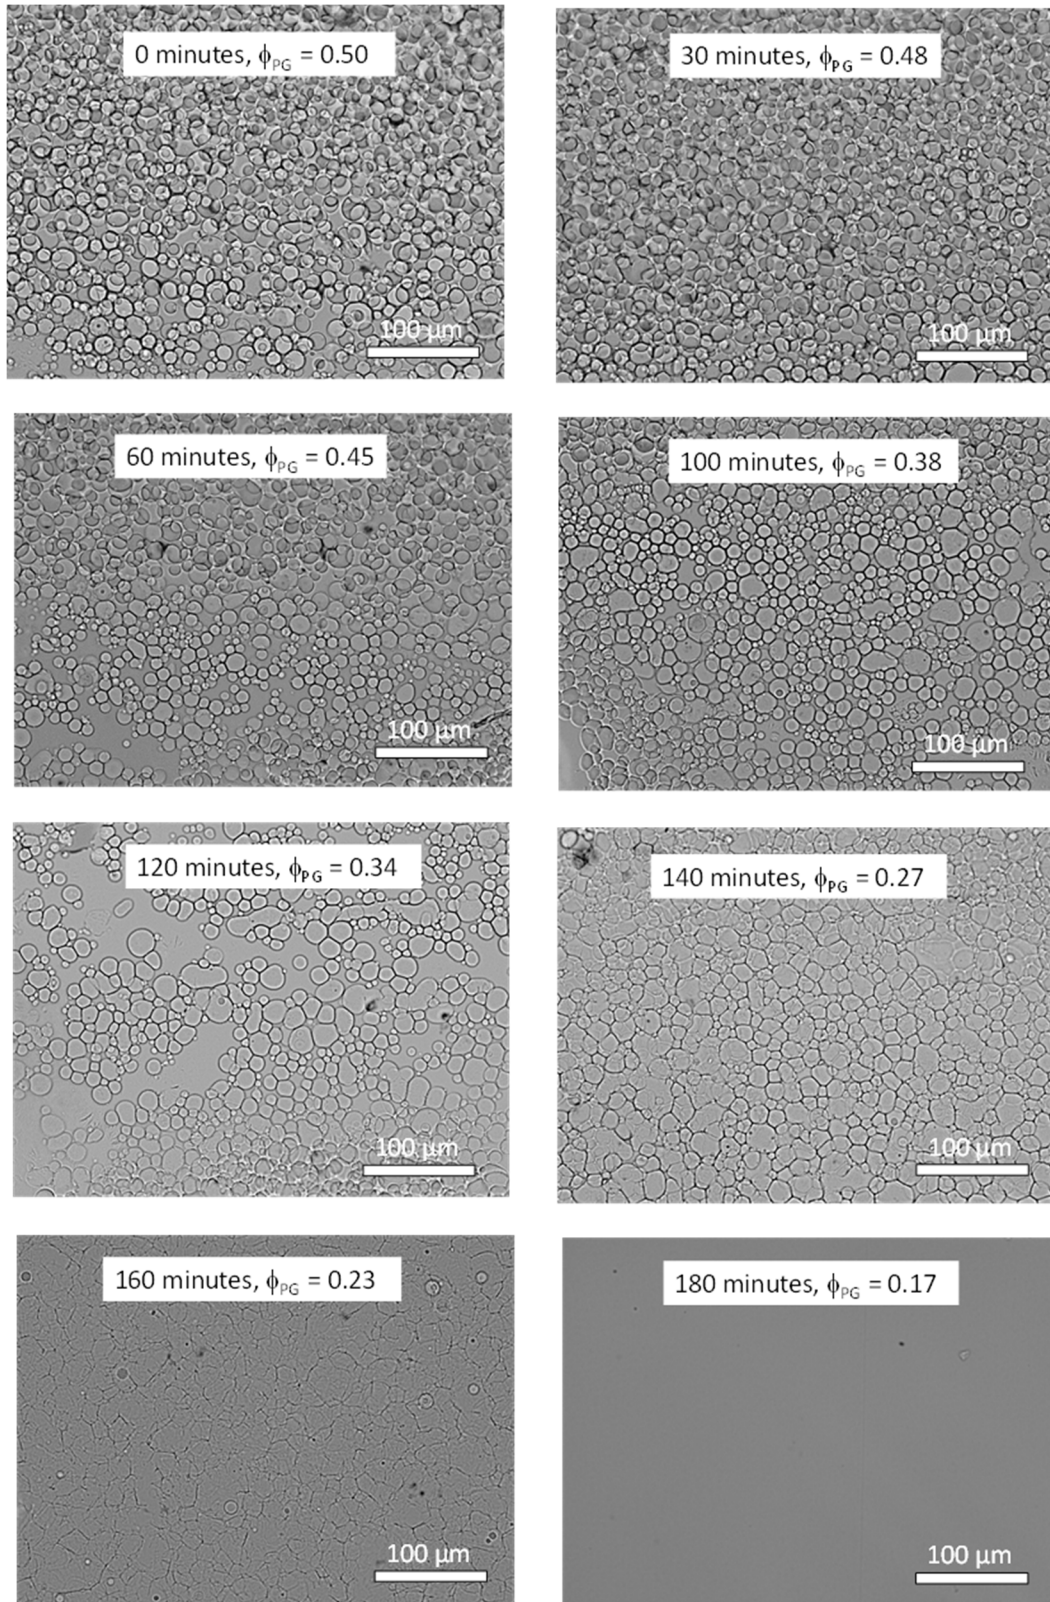 0 minutes, ϕPG = 0.50
100 μm
30 minutes, ϕPG = 0.48
100 μm
60 minutes, ϕPG = 0.45
100 μm
100 minutes, ϕPG = 0.38
100 μm
120 minutes, ϕPG = 0.34
100 μm
140 minutes, ϕPG = 0.27
100 μm
160 minutes, ϕPG = 0.23
100 μm
180 minutes, ϕPG = 0.17
100 μm